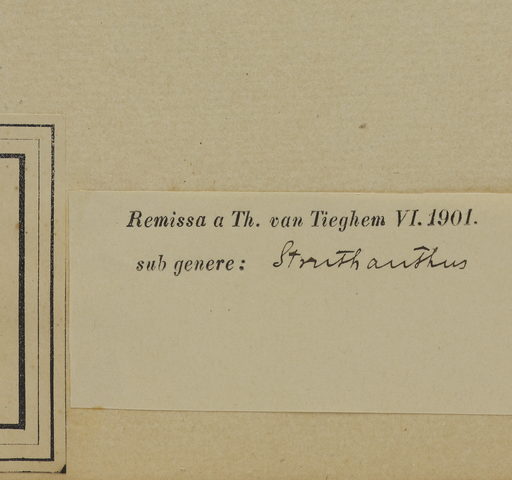 Remissa a Th. van Tieghem VI. 1901.
sub genere: Struthanthus